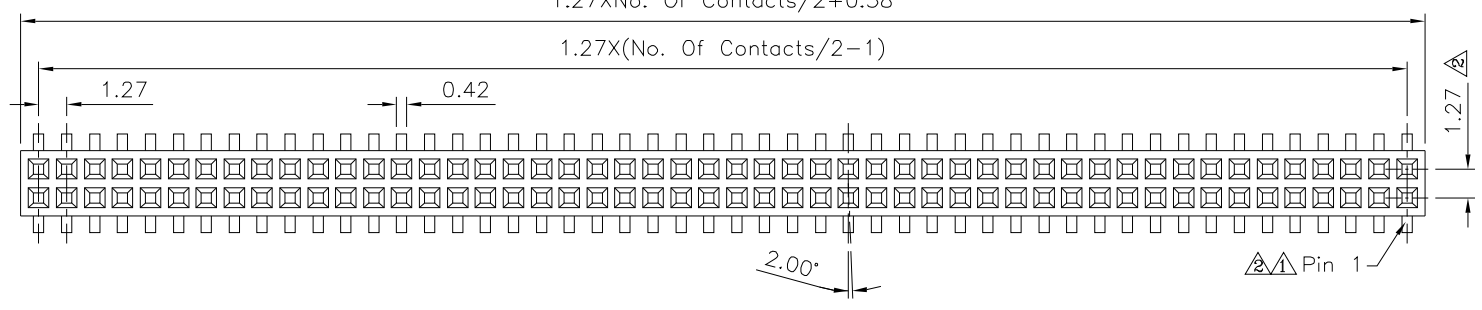 1.27XNo. Of Contacts/2+0.38
1.27X(No. Of Contacts/2-1)
1.27
0.42
1.27 2
2.00°
2 1 Pin 1